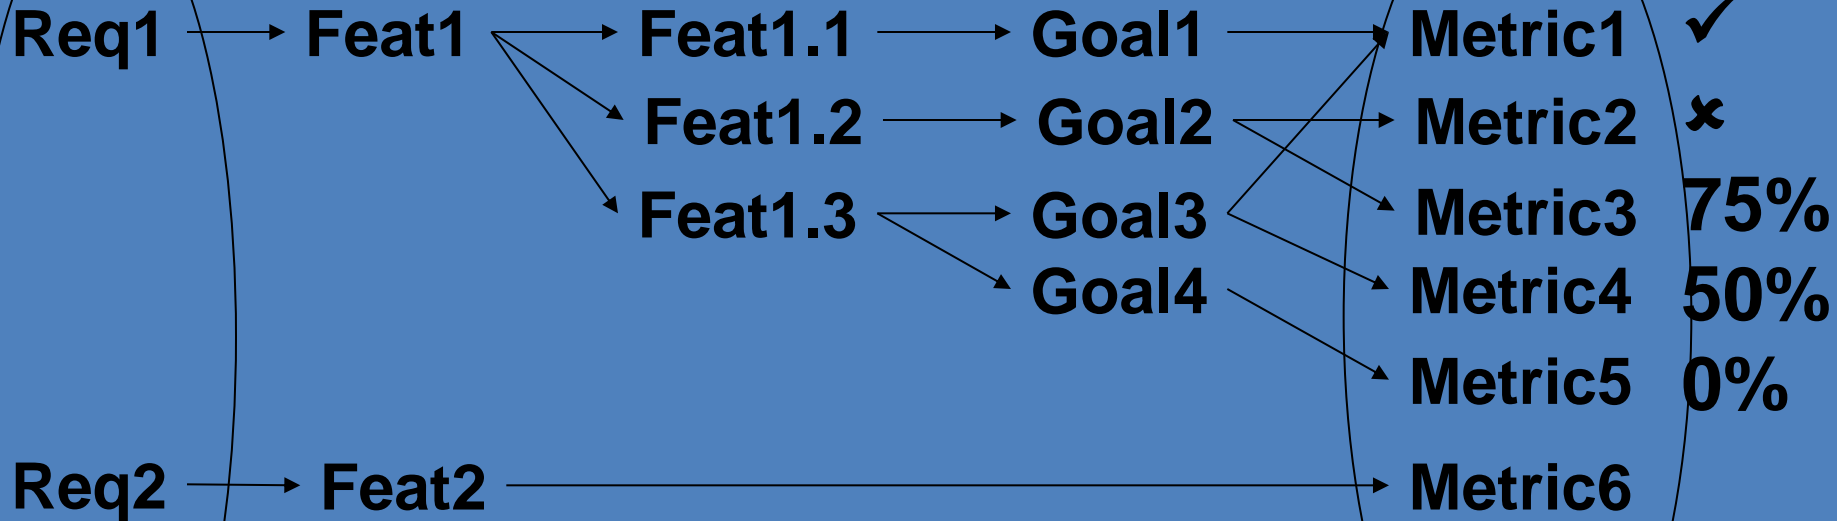 Req1 Feat1 Feat1.1 Goal1 Metric1 ✓
Feat1.2 Goal2 Metric2 ✘
Feat1.3 Goal3 Metric3 75%
Goal4 Metric4 50%
Metric5 0%
Req2 Feat2 Metric6